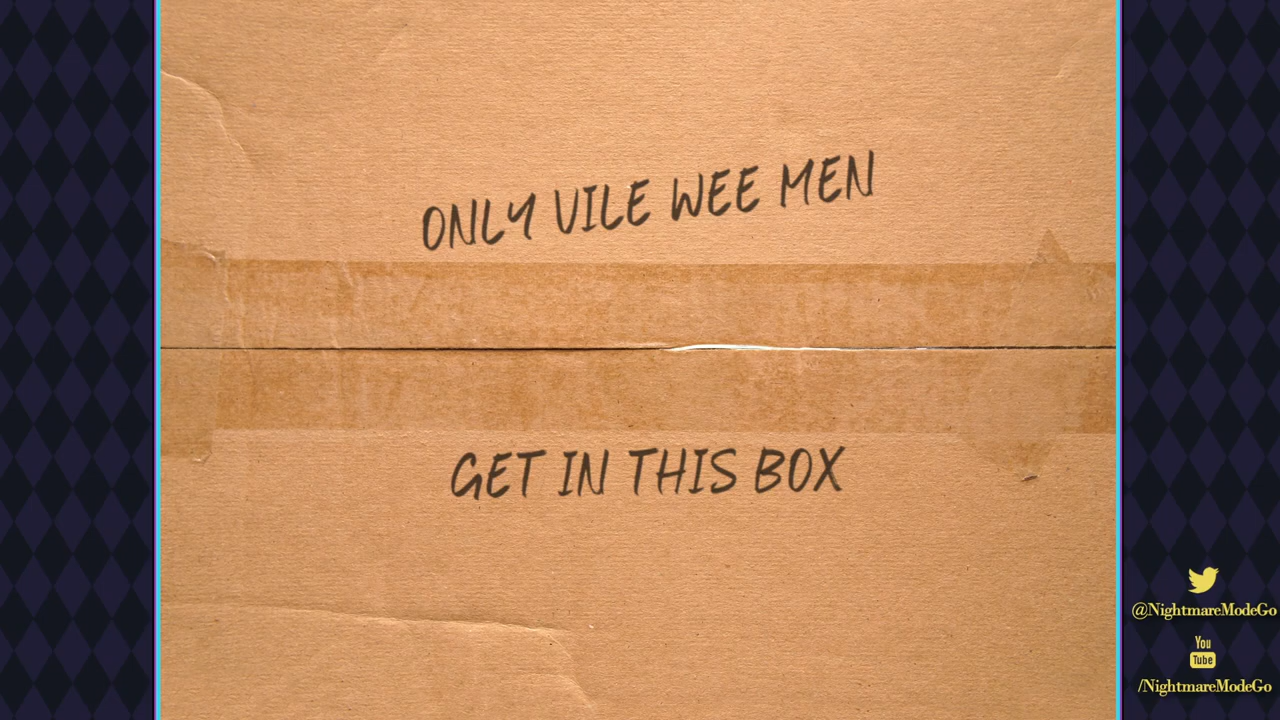 ONLY VILE WEE MEN
GET IN THIS BOX
@NightmareModeGo
You
Tube
/NightmareModeGo